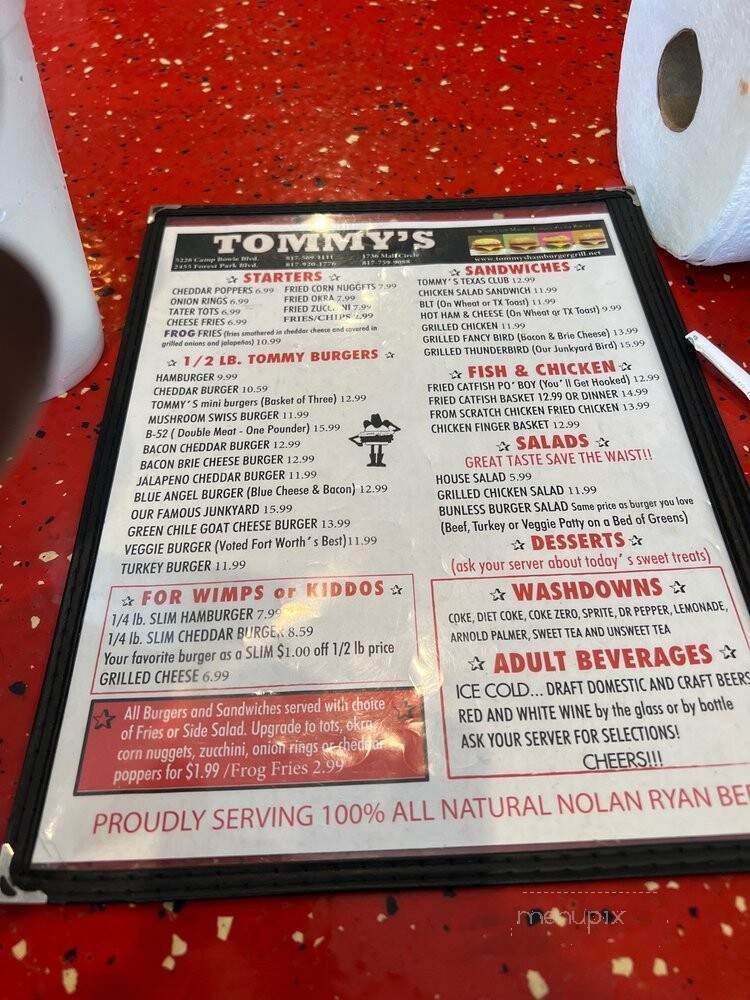 TOMMY'S
5228 Camp Bowie Blvd. 817-569-1111 1736 Mall Circle
2455 Forest Park Blvd. 817-920-1776 817-759-9088
www.tommyshamburgergrill.net
STARTERS
CHEDDAR POPPERS 6.99 FRIED CORN NUGGETS 7.99
ONION RINGS 6.99 FRIED OKRA 7.99
TATER TOTS 6.99 FRIED ZUCCHINI 7.99
CHEESE FRIES 6.99 FRIES/CHIPS
FROG FRIES (fries smothered in cheddar cheese and covered in
grilled onions and jalapeños) 10.99
1/2 LB. TOMMY BURGERS
HAMBURGER 9.99
CHEDDAR BURGER 10.59
TOMMY'S mini burgers (Basket of Three) 12.99
MUSHROOM SWISS BURGER 11.99
B-52 ( Double Meat - One Pounder) 15.99
BACON CHEDDAR BURGER 12.99
BACON BRIE CHEESE BURGER 12.99
JALAPENO CHEDDAR BURGER 11.99
BLUE ANGEL BURGER (Blue Cheese & Bacon) 12.99
OUR FAMOUS JUNKYARD 15.99
GREEN CHILE GOAT CHEESE BURGER 13.99
VEGGIE BURGER (Voted Fort Worth's Best)11.99
TURKEY BURGER 11.99
FOR WIMPS or KIDDOS
1/4 lb. SLIM HAMBURGER 7.99
1/4 lb. SLIM CHEDDAR BURGER 8.59
Your favorite burger as a SLIM $1.00 off 1/2 lb price
GRILLED CHEESE 6.99
All Burgers and Sandwiches served with choice
of Fries or Side Salad. Upgrade to tots, okra,
corn nuggets, zucchini, onion rings or cheddar
poppers for $1.99 /Frog Fries 2.99
SANDWICHES
TOMMY'S TEXAS CLUB 12.99
CHICKEN SALAD SANDWICH 11.99
BLT (On Wheat or TX Toast) 11.99
HOT HAM & CHEESE (On Wheat or TX Toast) 9.99
GRILLED CHICKEN 11.99
GRILLED FANCY BIRD (Bacon & Brie Cheese) 13.99
GRILLED THUNDERBIRD (Our Junkyard Bird) 15.99
FISH & CHICKEN
FRIED CATFISH PO' BOY (You'll Get Hooked) 12.99
FRIED CATFISH BASKET 12.99 OR DINNER 14.99
FROM SCRATCH CHICKEN FRIED CHICKEN 13.99
CHICKEN FINGER BASKET 12.99
SALADS
GREAT TASTE SAVE THE WAIST!!
HOUSE SALAD 5.99
GRILLED CHICKEN SALAD 11.99
BUNLESS BURGER SALAD Same price as burger you love
(Beef, Turkey or Veggie Patty on a Bed of Greens)
DESSERTS
(ask your server about today's sweet treats)
WASHDOWNS
COKE, DIET COKE, COKE ZERO, SPRITE, DR PEPPER, LEMONADE,
ARNOLD PALMER, SWEET TEA AND UNSWEET TEA
ADULT BEVERAGES
ICE COLD... DRAFT DOMESTIC AND CRAFT BEERS
RED AND WHITE WINE by the glass or by bottle
ASK YOUR SERVER FOR SELECTIONS!
CHEERS!!!
PROUDLY SERVING 100% ALL NATURAL NOLAN RYAN BE
menupix